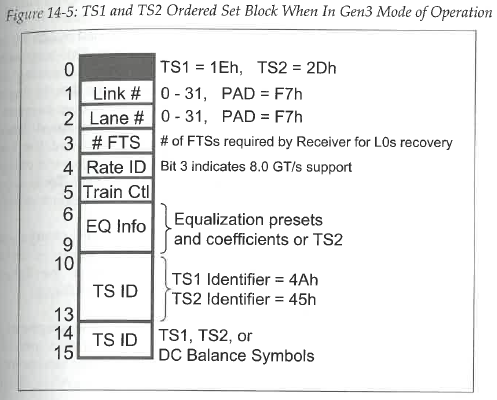 Figure 14-5: TS1 and TS2 Ordered Set Block When In Gen3 Mode of Operation
0 TS1 = 1Eh, TS2 = 2Dh
1 Link # 0 - 31, PAD = F7h
2 Lane # 0 - 31, PAD = F7h
3 # FTS # of FTSs required by Receiver for L0s recovery
4 Rate ID Bit 3 indicates 8.0 GT/s support
5 Train Ctl
6
EQ Info Equalization presets
and coefficients or TS2
9
10
TS ID TS1 Identifier = 4Ah
TS2 Identifier = 45h
13
14 TS ID TS1, TS2, or
15 DC Balance Symbols